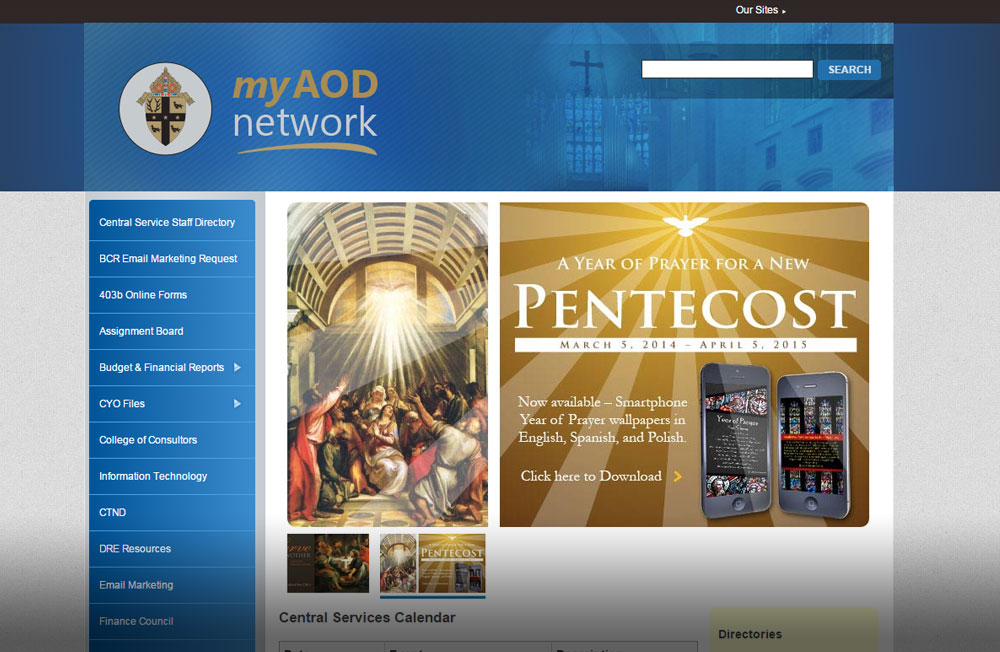 Our Sites
myAOD
network
SEARCH
Central Service Staff Directory
BCR Email Marketing Request
403b Online Forms
Assignment Board
Budget & Financial Reports
CYO Files
College of Consultors
Information Technology
CTND
DRE Resources
Email Marketing
Finance Council
A Year of Prayer for a New
Pentecost
March 5, 2014 – April 5, 2015
Now available – Smartphone
Year of Prayer wallpapers in
English, Spanish, and Polish.
Click here to Download
Year of Prayer
Pentecost
Central Services Calendar
Directories